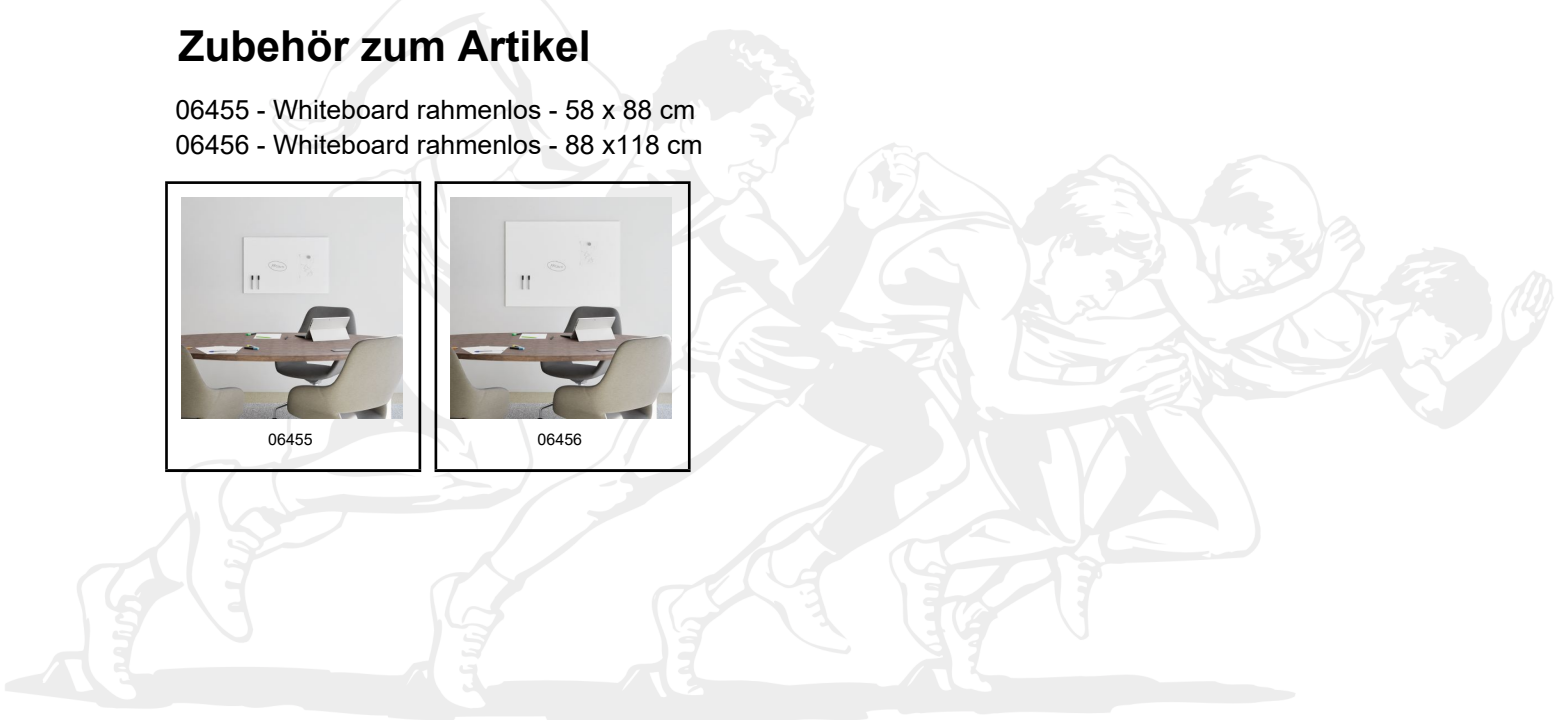 Zubehör zum Artikel
06455 - Whiteboard rahmenlos - 58 x 88 cm
06456 - Whiteboard rahmenlos - 88 x118 cm
06455
06456